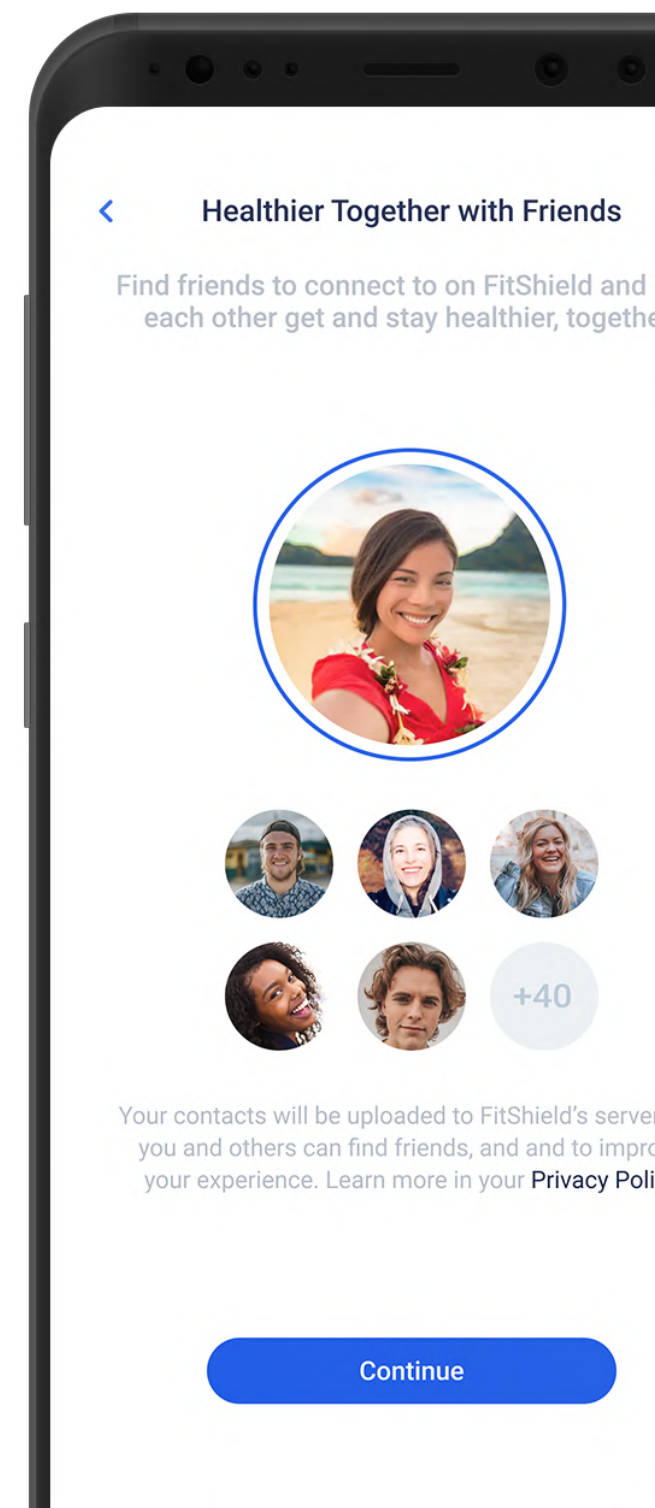 Healthier Together with Friends
Find friends to connect to on FitShield and
each other get and stay healthier, togethe
+40
Your contacts will be uploaded to FitShield's server
you and others can find friends, and and to impro
your experience. Learn more in your Privacy Poli
Continue